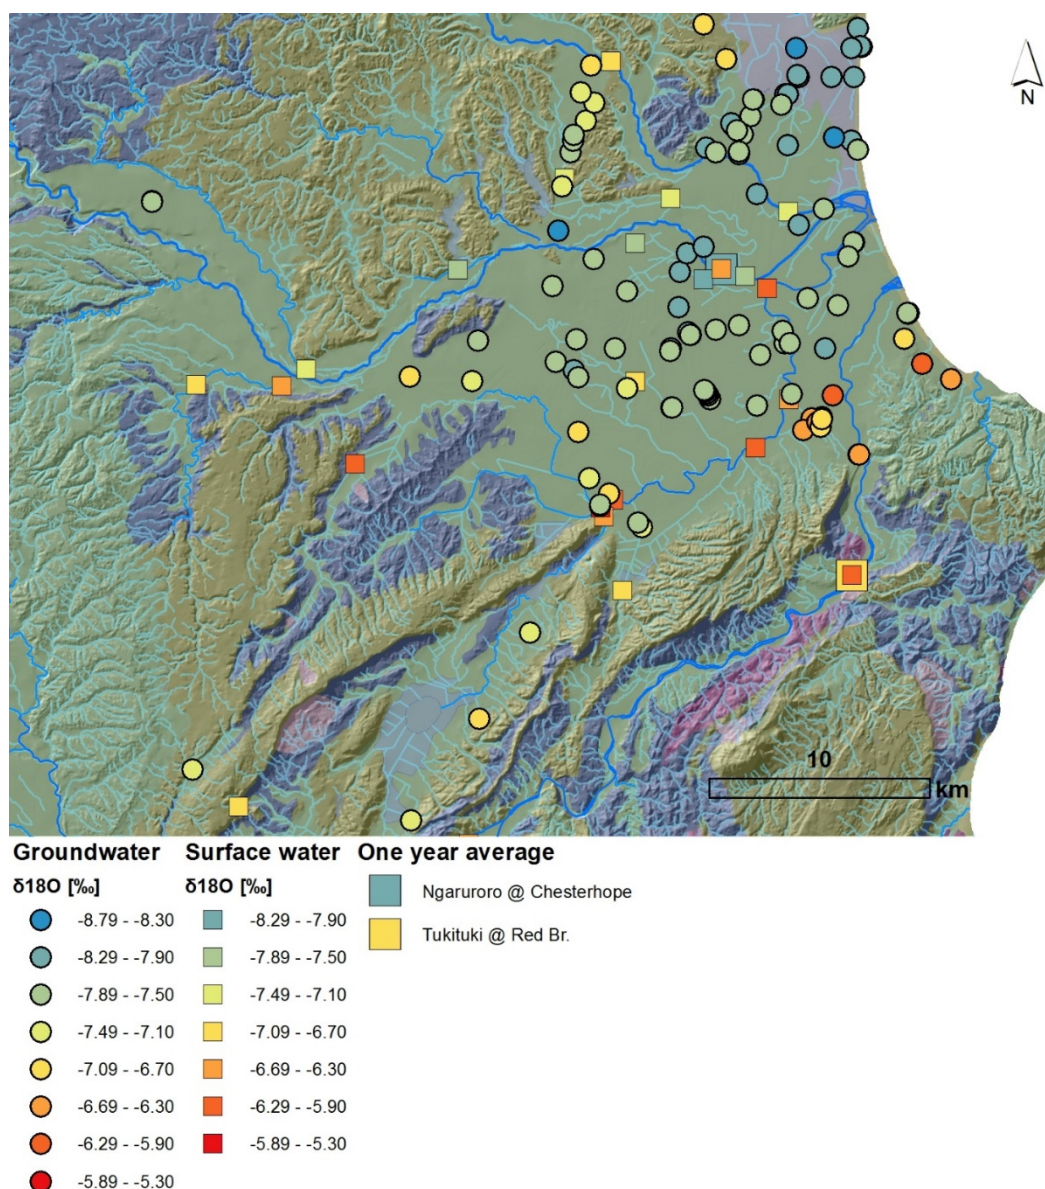 N
10
km
Groundwater Surface water One year average
δ18O [‰] δ18O [‰]
-8.79 - -8.30 -8.29 - -7.90 Ngaruroro @ Chesterhope
-8.29 - -7.90 -7.89 - -7.50 Tukituki @ Red Br.
-7.89 - -7.50 -7.49 - -7.10
-7.49 - -7.10 -7.09 - -6.70
-7.09 - -6.70 -6.69 - -6.30
-6.69 - -6.30 -6.29 - -5.90
-6.29 - -5.90 -5.89 - -5.30
-5.89 - -5.30